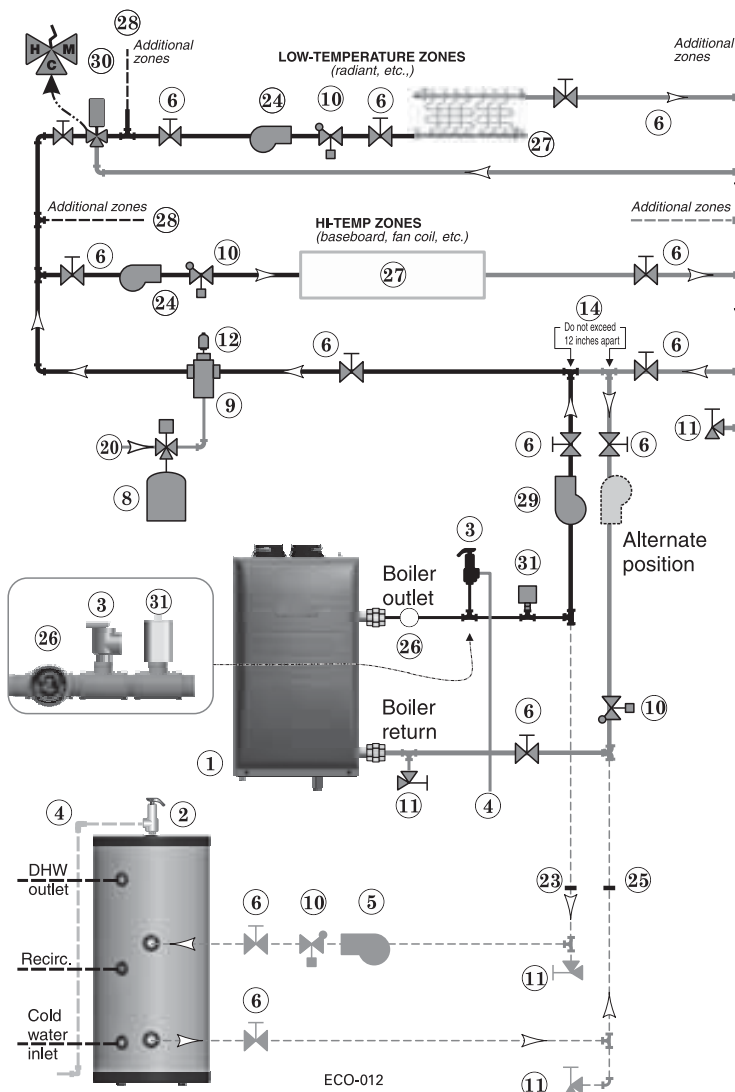 28
H M
C
30
Additional
zones
LOW-TEMPERATURE ZONES
(radiant, etc.,)
Additional
zones
6
24
10
6
27
6
Additional zones
28
HI-TEMP ZONES
(baseboard, fan coil, etc.)
Additional zones
6
24
10
27
6
14
Do not exceed
12 inches apart
12
6
6
9
20
8
11
6
6
29
Alternate
position
3
31
Boiler
outlet
26
3
31
26
Boiler
return
6
10
1
11
4
4
2
DHW
outlet
23
25
6
10
5
Recirc.
11
6
Cold
water
inlet
ECO-012
11